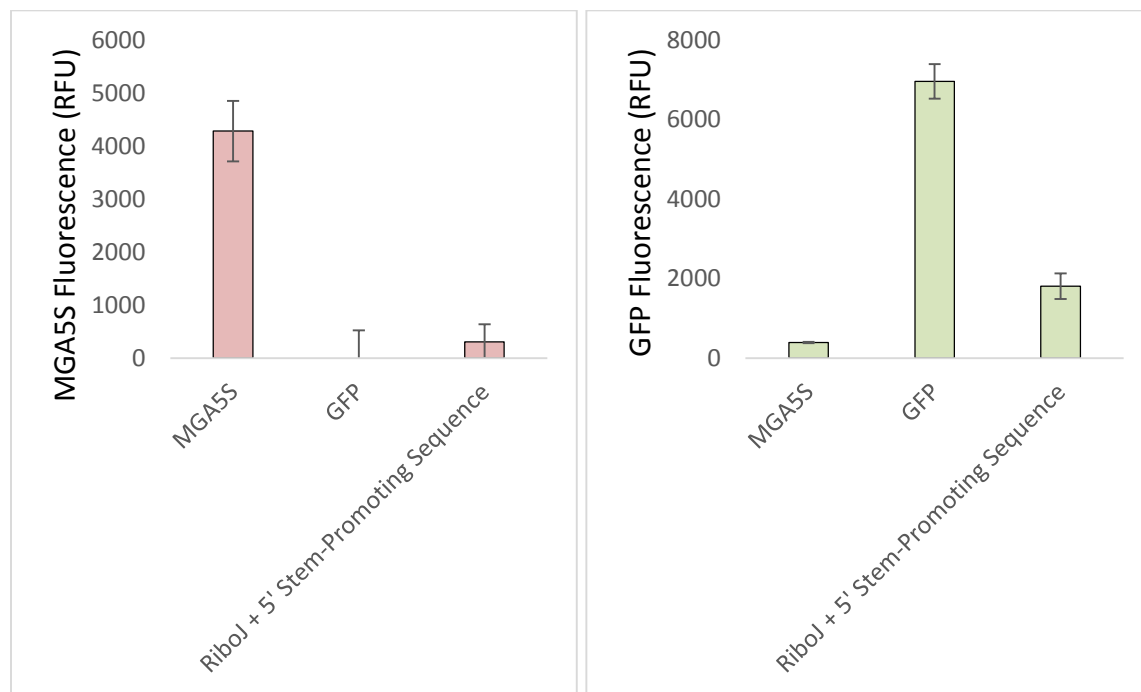 MGA5S Fluorescence (RFU)
6000
5000
4000
3000
2000
1000
0
MGA5S
GFP
RiboJ + 5' Stem-Promoting Sequence
GFP Fluorescence (RFU)
8000
6000
4000
2000
0
MGA5S
GFP
RiboJ + 5' Stem-Promoting Sequence